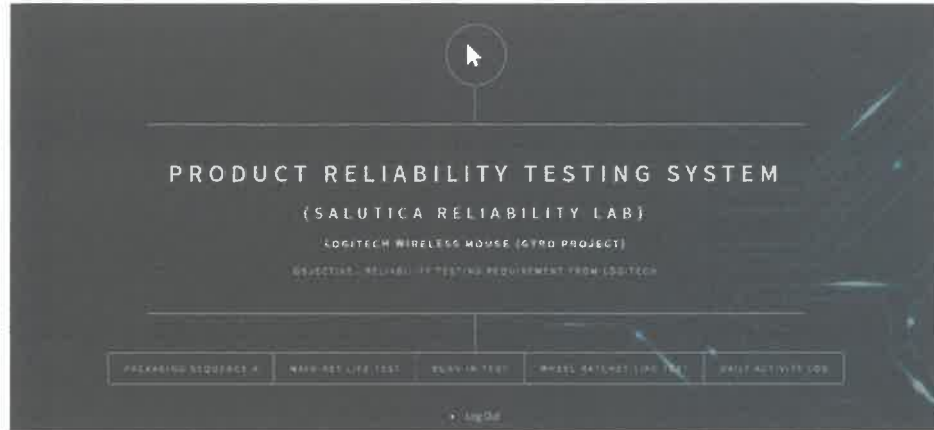 PRODUCT RELIABILITY TESTING SYSTEM
(SALUTICA RELIABILITY LAB)
LOGITECH WIRELESS MOUSE (GYRO PROJECT)
OBJECTIVE : RELIABILITY TESTING REQUIREMENT FROM LOGITECH
PACKAGING SEQUENCE A
MAIN KEY LIFE TEST
BURN IN TEST
WHEEL RATCHET LIFE TEST
DAILY ACTIVITY LOG
Log Out